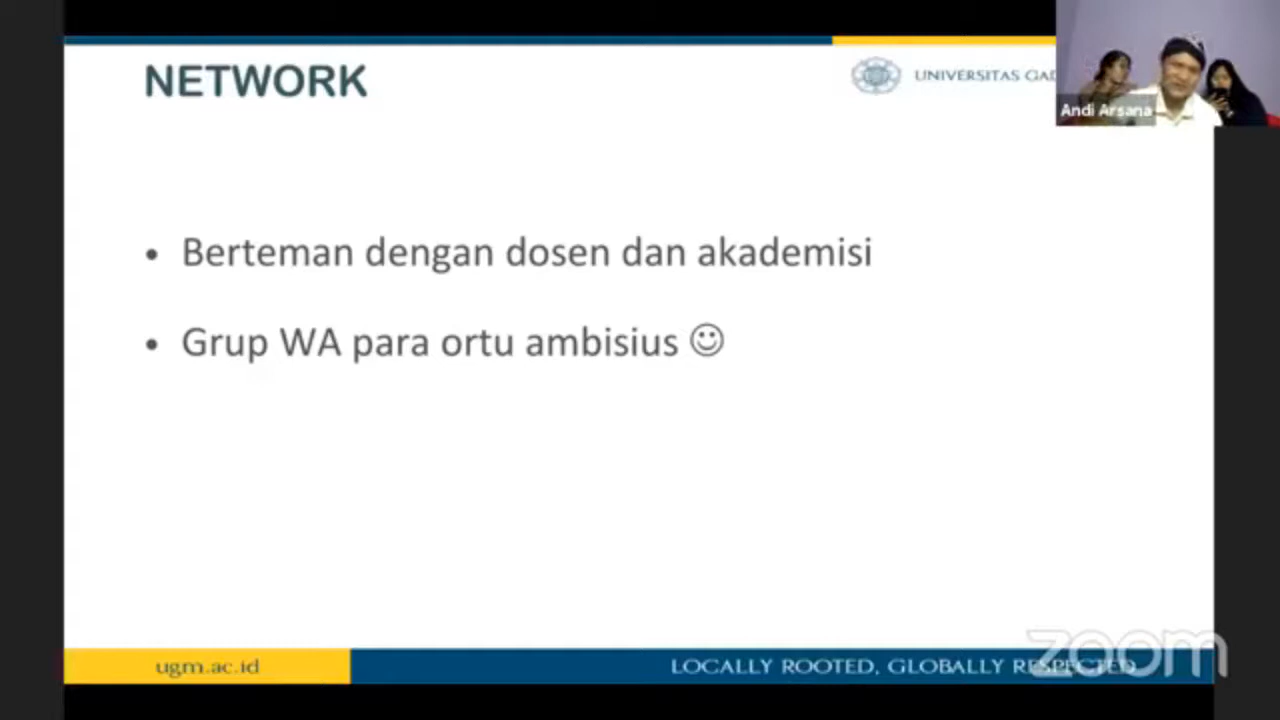 NETWORK
UNIVERSITAS GAD
Andi Arsana
• Berteman dengan dosen dan akademisi
• Grup WA para ortu ambisius ☺
ugm.ac.id
LOCALLY ROOTED, GLOBALLY RESPECTED
zoom